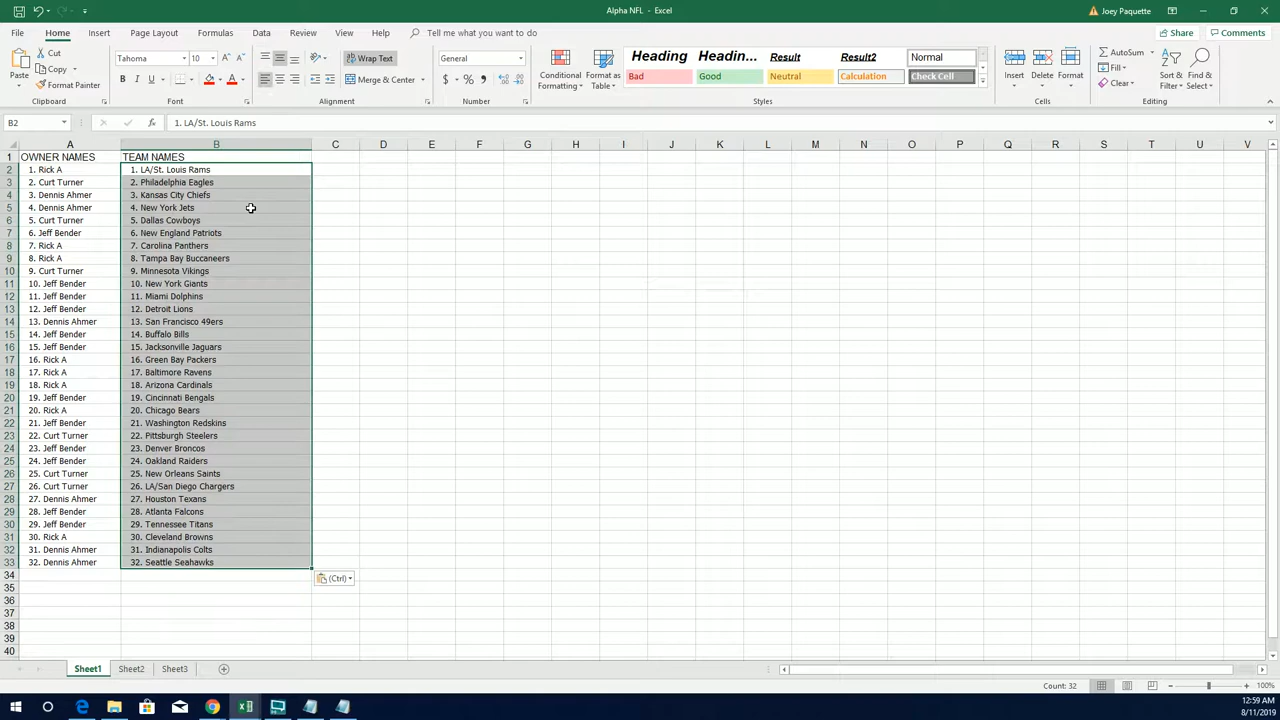 Alpha NFL - Excel
Joey Paquette
File Home Insert Page Layout Formulas Data Review View Help Tell me what you want to do
Share Comments
Paste
Cut
Copy
Format Painter
Clipboard
Tahoma 10
B I U A
Font
Wrap Text
Merge & Center
Alignment
General
$ % ,
Number
Conditional Formatting
Format as Table
Heading Headin... Result Result2 Normal
Bad Good Neutral Calculation Check Cell
Styles
Insert Delete Format
Cells
AutoSum
Fill
Clear
Sort & Filter
Find & Select
Editing
B2
fx
1. LA/St. Louis Rams
A B C D E F G H I J K L M N O P Q R S T U V
1 OWNER NAMES TEAM NAMES
2 1. Rick A 1. LA/St. Louis Rams
3 2. Curt Turner 2. Philadelphia Eagles
4 3. Dennis Ahmer 3. Kansas City Chiefs
5 4. Dennis Ahmer 4. New York Jets
6 5. Curt Turner 5. Dallas Cowboys
7 6. Jeff Bender 6. New England Patriots
8 7. Rick A 7. Carolina Panthers
9 8. Rick A 8. Tampa Bay Buccaneers
10 9. Curt Turner 9. Minnesota Vikings
11 10. Jeff Bender 10. New York Giants
12 11. Jeff Bender 11. Miami Dolphins
13 12. Jeff Bender 12. Detroit Lions
14 13. Dennis Ahmer 13. San Francisco 49ers
15 14. Jeff Bender 14. Buffalo Bills
16 15. Jeff Bender 15. Jacksonville Jaguars
17 16. Rick A 16. Green Bay Packers
18 17. Rick A 17. Baltimore Ravens
19 18. Rick A 18. Arizona Cardinals
20 19. Jeff Bender 19. Cincinnati Bengals
21 20. Rick A 20. Chicago Bears
22 21. Jeff Bender 21. Washington Redskins
23 22. Curt Turner 22. Pittsburgh Steelers
24 23. Jeff Bender 23. Denver Broncos
25 24. Jeff Bender 24. Oakland Raiders
26 25. Curt Turner 25. New Orleans Saints
27 26. Curt Turner 26. LA/San Diego Chargers
28 27. Dennis Ahmer 27. Houston Texans
29 28. Jeff Bender 28. Atlanta Falcons
30 29. Jeff Bender 29. Tennessee Titans
31 30. Rick A 30. Cleveland Browns
32 31. Dennis Ahmer 31. Indianapolis Colts
33 32. Dennis Ahmer 32. Seattle Seahawks
34 (Ctrl)
35
36
37
38
39
40
Sheet1 Sheet2 Sheet3
Count: 32
100%
12:59 AM
8/11/2019